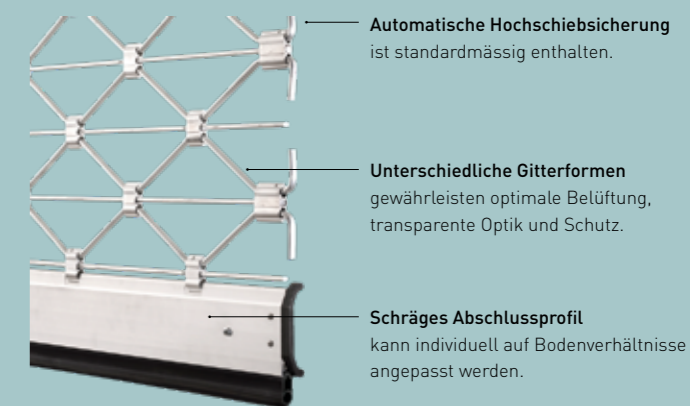 Automatische Hochschiebsicherung
ist standardmässig enthalten.
Unterschiedliche Gitterformen
gewährleisten optimale Belüftung,
transparente Optik und Schutz.
Schräges Abschlussprofil
kann individuell auf Bodenverhältnisse
angepasst werden.